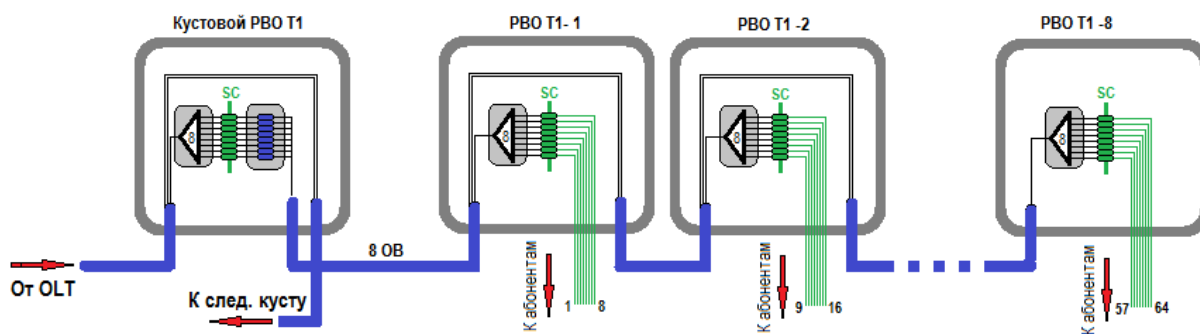 Кустовой РВО Т1
РВО Т1- 1
РВО Т1 -2
РВО Т1 -8
SC
SC
SC
SC
8
8
8
8
От OLT
К след. кусту
8 ОВ
К абонентам
1
8
К абонентам
9
16
К абонентам
57
64